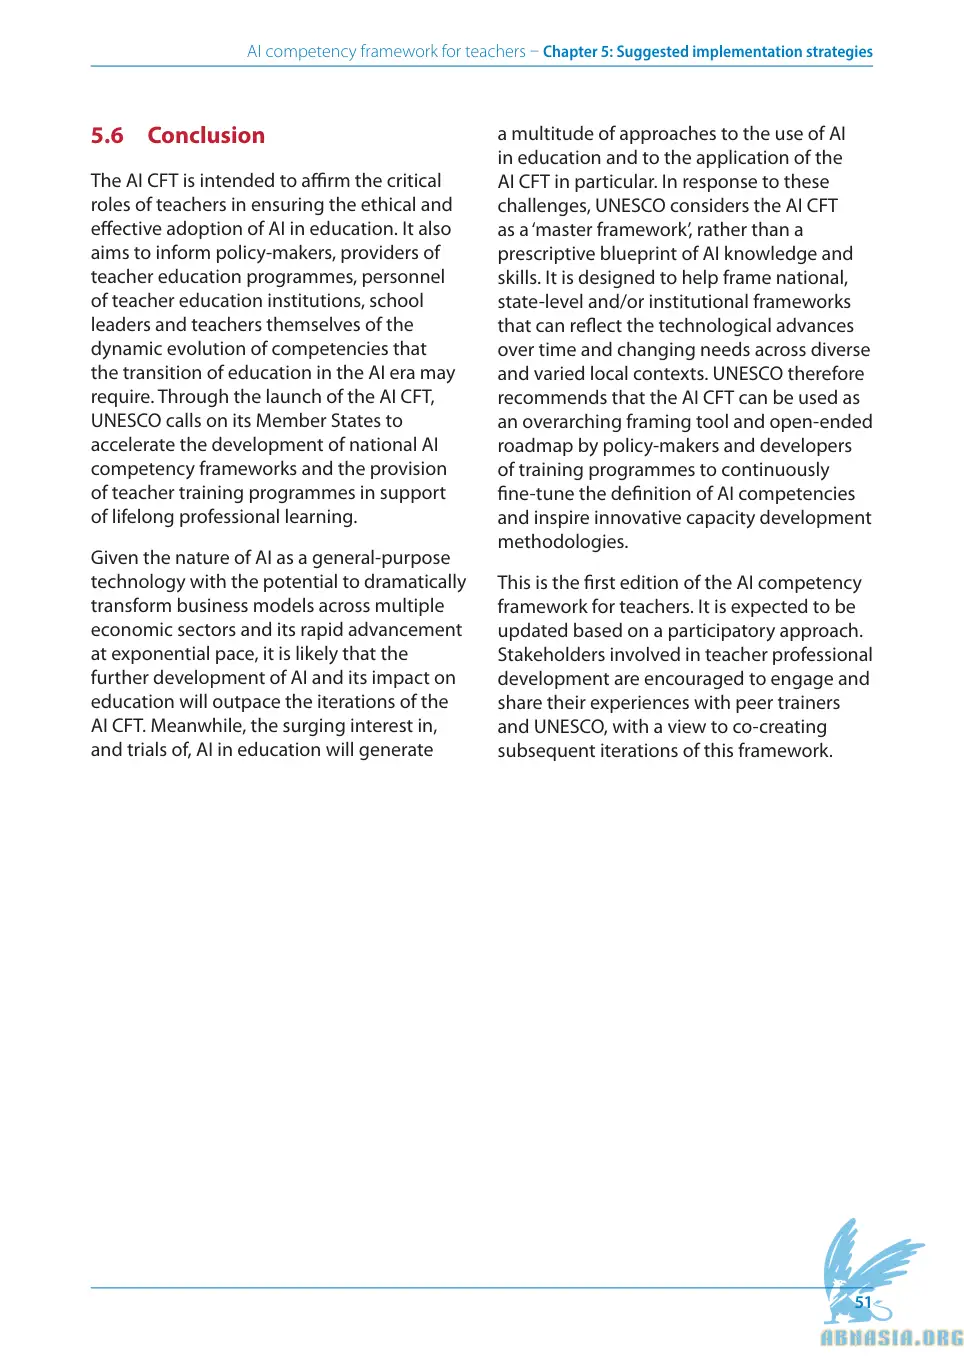 AI competency framework for teachers – Chapter 5: Suggested implementation strategies
5.6 Conclusion
The AI CFT is intended to affirm the critical
roles of teachers in ensuring the ethical and
effective adoption of AI in education. It also
aims to inform policy-makers, providers of
teacher education programmes, personnel
of teacher education institutions, school
leaders and teachers themselves of the
dynamic evolution of competencies that
the transition of education in the AI era may
require. Through the launch of the AI CFT,
UNESCO calls on its Member States to
accelerate the development of national AI
competency frameworks and the provision
of teacher training programmes in support
of lifelong professional learning.
Given the nature of AI as a general-purpose
technology with the potential to dramatically
transform business models across multiple
economic sectors and its rapid advancement
at exponential pace, it is likely that the
further development of AI and its impact on
education will outpace the iterations of the
AI CFT. Meanwhile, the surging interest in,
and trials of, AI in education will generate
a multitude of approaches to the use of AI
in education and to the application of the
AI CFT in particular. In response to these
challenges, UNESCO considers the AI CFT
as a ‘master framework’, rather than a
prescriptive blueprint of AI knowledge and
skills. It is designed to help frame national,
state-level and/or institutional frameworks
that can reflect the technological advances
over time and changing needs across diverse
and varied local contexts. UNESCO therefore
recommends that the AI CFT can be used as
an overarching framing tool and open-ended
roadmap by policy-makers and developers
of training programmes to continuously
fine-tune the definition of AI competencies
and inspire innovative capacity development
methodologies.
This is the first edition of the AI competency
framework for teachers. It is expected to be
updated based on a participatory approach.
Stakeholders involved in teacher professional
development are encouraged to engage and
share their experiences with peer trainers
and UNESCO, with a view to co-creating
subsequent iterations of this framework.
51
ABNASIA.ORG